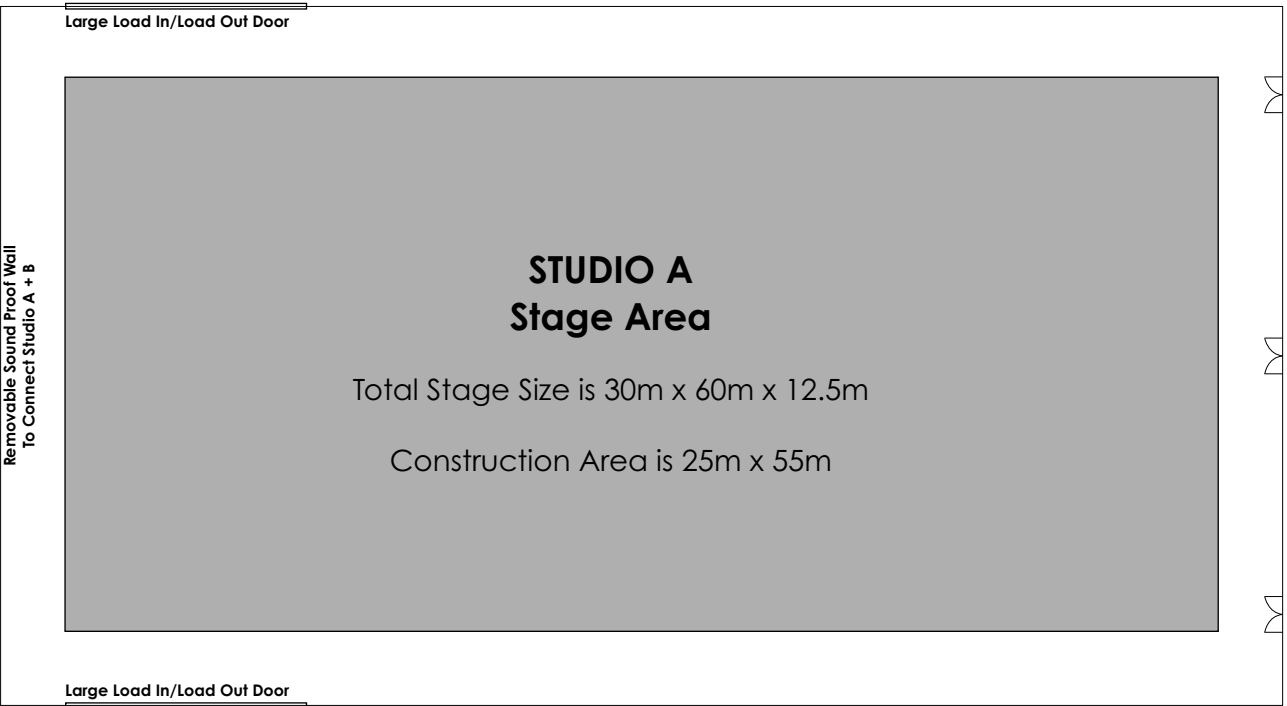 Large Load In/Load Out Door
Removable Sound Proof Wall
To Connect Studio A + B
STUDIO A
Stage Area
Total Stage Size is 30m x 60m x 12.5m
Construction Area is 25m x 55m
Large Load In/Load Out Door